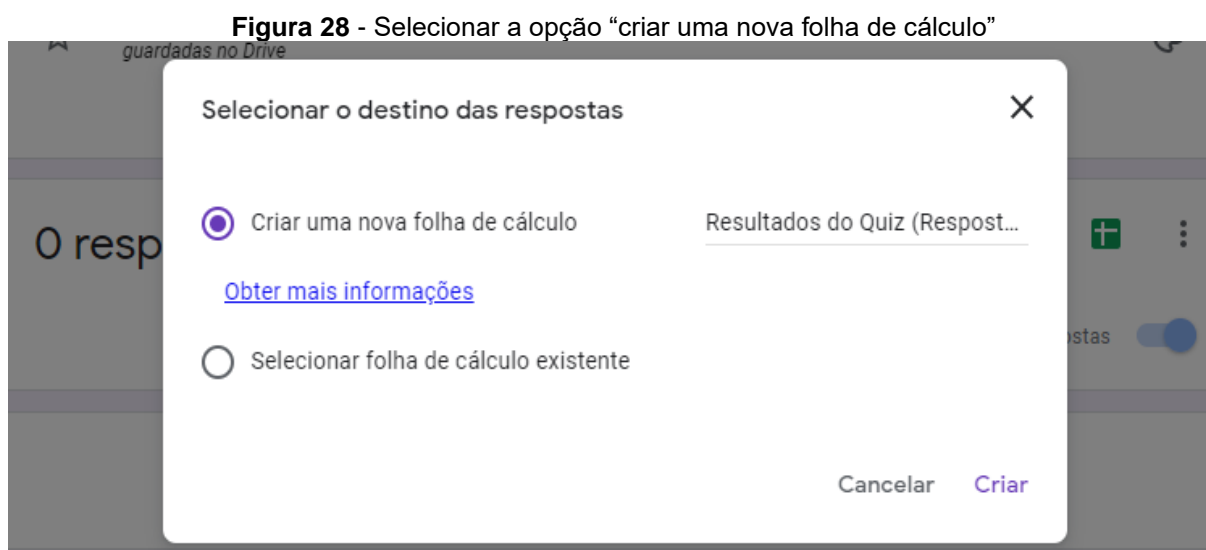 Figura 28 - Selecionar a opção “criar uma nova folha de cálculo”
guardadas no Drive
Selecionar o destino das respostas
0 resp
Criar uma nova folha de cálculo
Resultados do Quiz (Respost...
Obter mais informações
ostas
Selecionar folha de cálculo existente
Cancelar
Criar